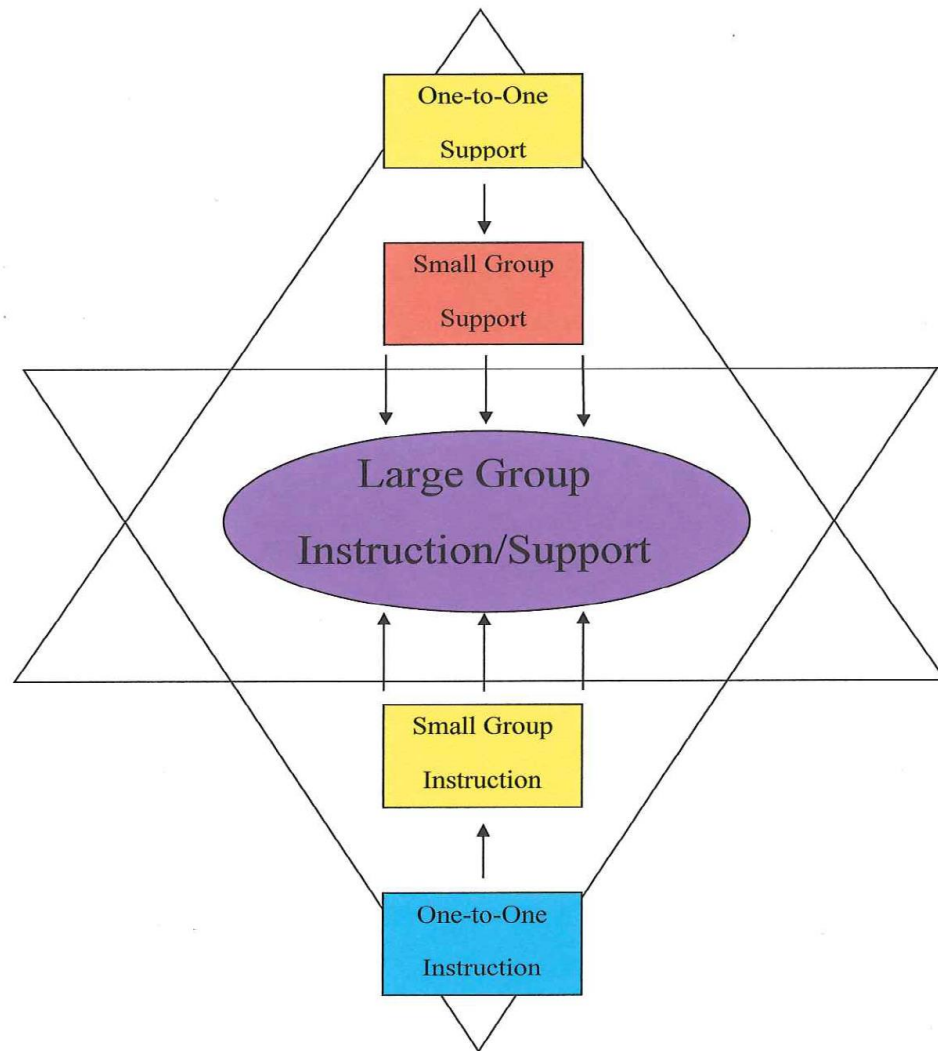 One-to-One
Support
Small Group
Support
Large Group
Instruction/Support
Small Group
Instruction
One-to-One
Instruction